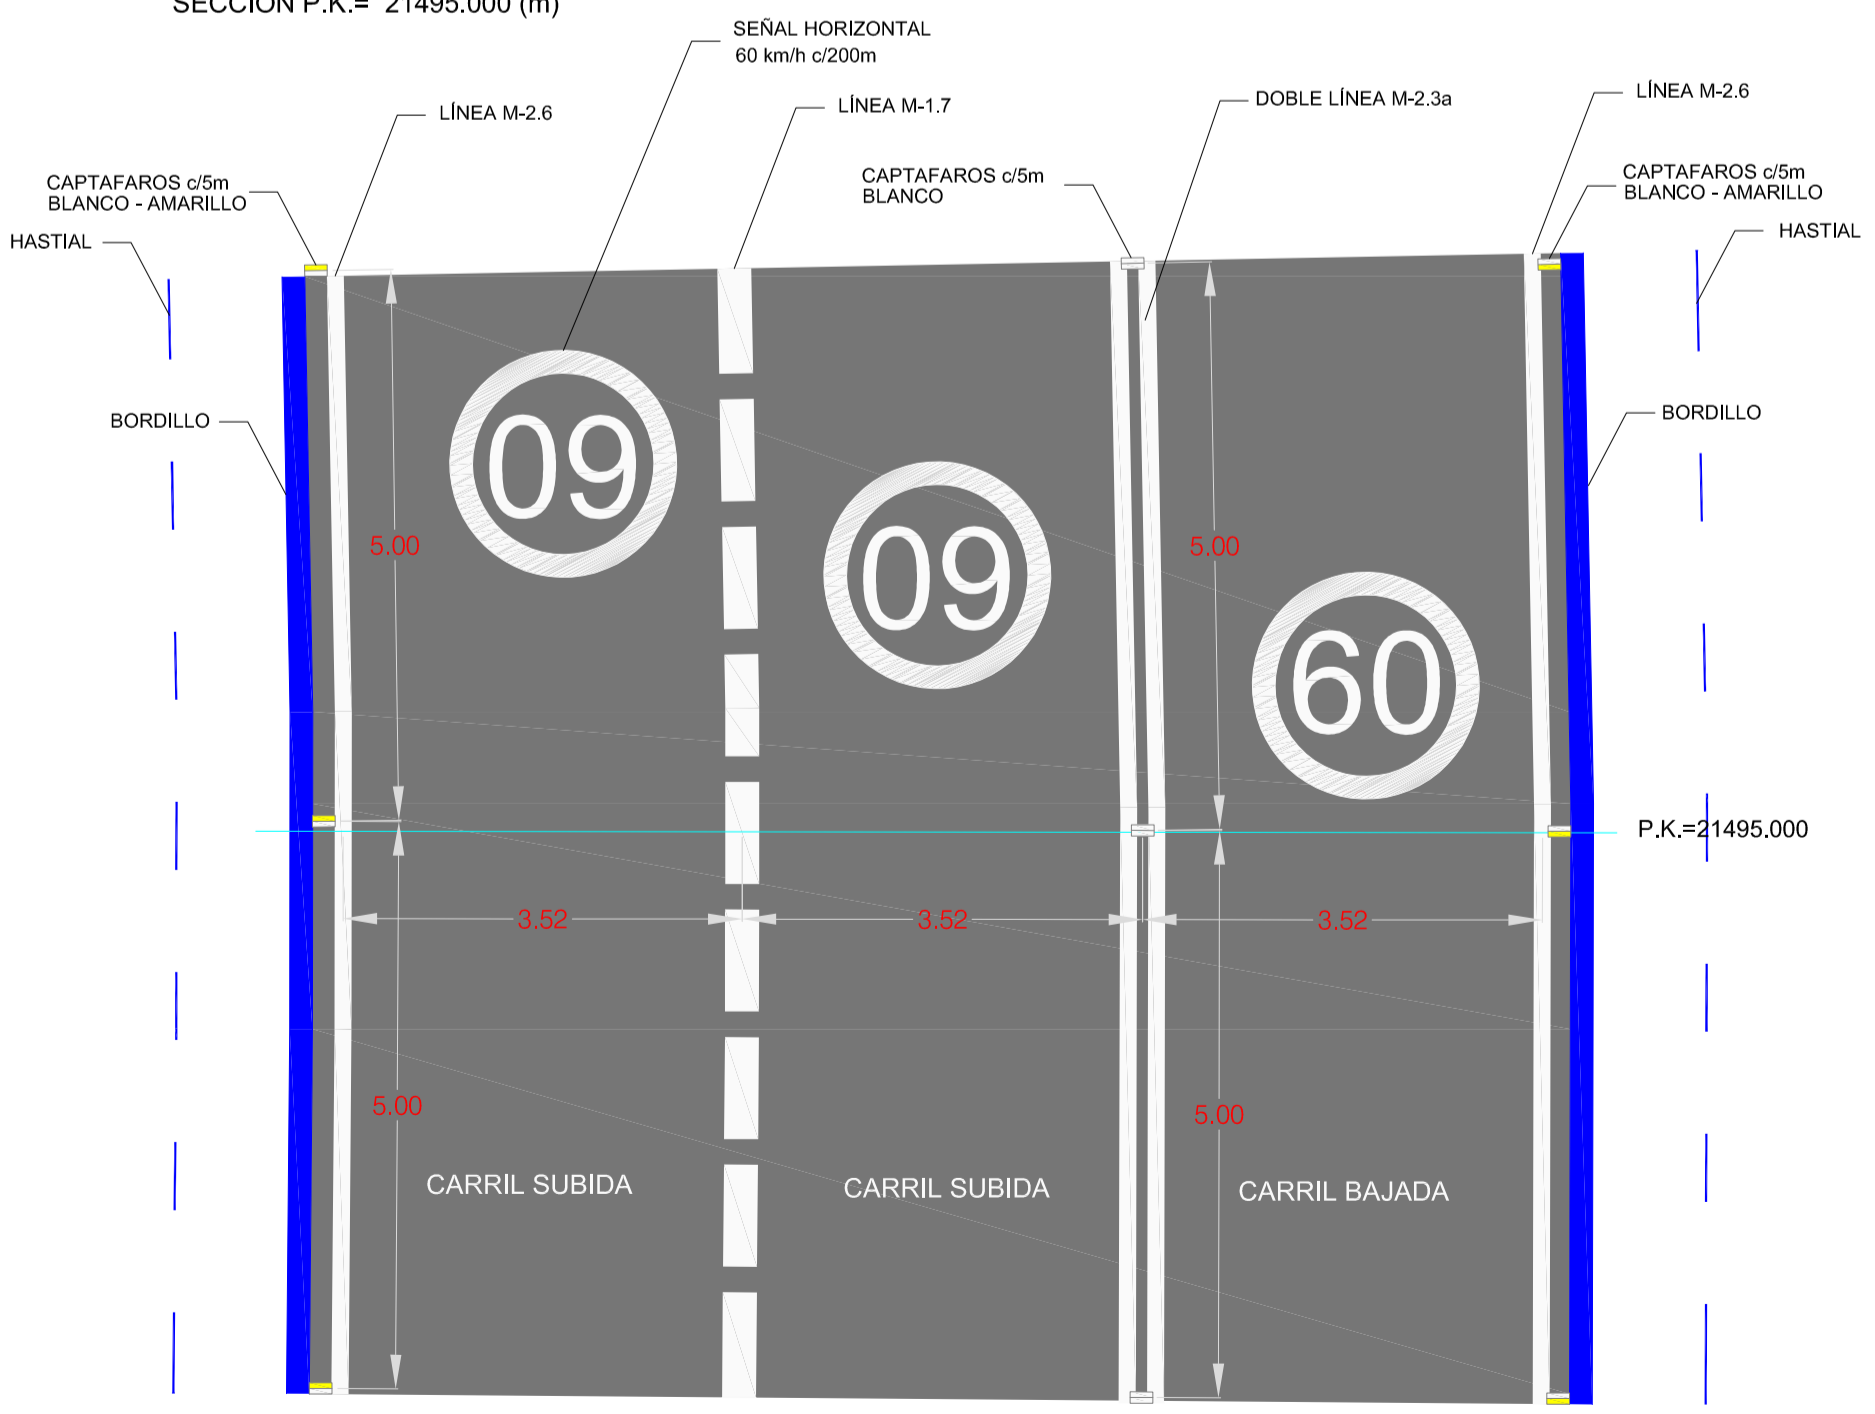 SECCIÓN P.K.= 21495.000 (m)
SEÑAL HORIZONTAL
60 km/h c/200m
LÍNEA M-2.6
LÍNEA M-1.7
DOBLE LÍNEA M-2.3a
LÍNEA M-2.6
CAPTAFAROS c/5m
BLANCO - AMARILLO
CAPTAFAROS c/5m
BLANCO
CAPTAFAROS c/5m
BLANCO - AMARILLO
HASTIAL
HASTIAL
BORDILLO
BORDILLO
60
60
60
5.00
5.00
P.K.=21495.000
3.52
3.52
3.52
5.00
5.00
CARRIL SUBIDA
CARRIL SUBIDA
CARRIL BAJADA